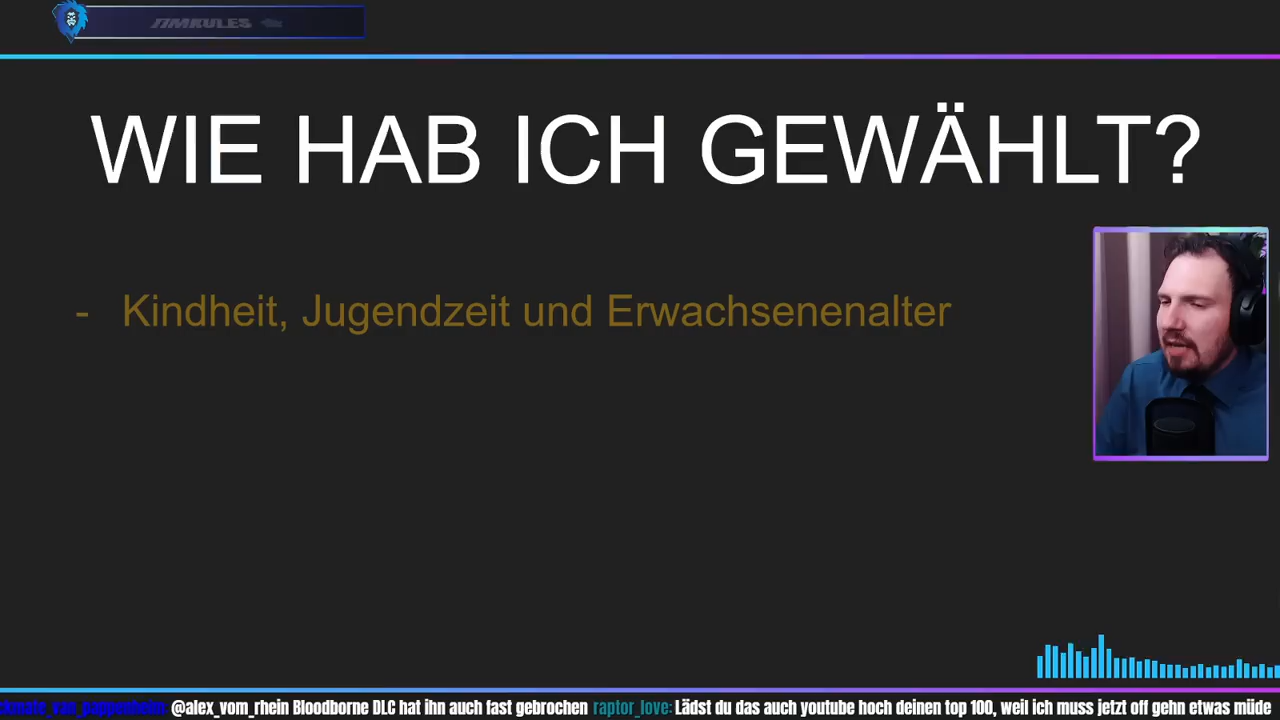 TIMKULES
WIE HAB ICH GEWÄHLT?
- Kindheit, Jugendzeit und Erwachsenenalter
@alex_vom_rhein Bloodborne DLC hat ihn auch fast gebrochen raptor_love: Lädst du das auch youtube hoch deinen top 100, weil ich muss jetzt off gehn etwas müde